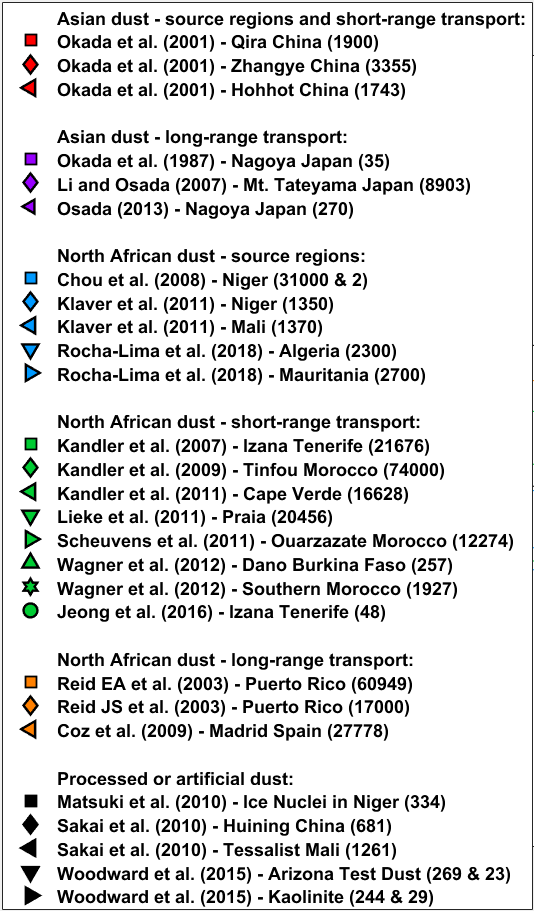 Asian dust - source regions and short-range transport:
Okada et al. (2001) - Qira China (1900)
Okada et al. (2001) - Zhangye China (3355)
Okada et al. (2001) - Hohhot China (1743)
Asian dust - long-range transport:
Okada et al. (1987) - Nagoya Japan (35)
Li and Osada (2007) - Mt. Tateyama Japan (8903)
Osada (2013) - Nagoya Japan (270)
North African dust - source regions:
Chou et al. (2008) - Niger (31000 & 2)
Klaver et al. (2011) - Niger (1350)
Klaver et al. (2011) - Mali (1370)
Rocha-Lima et al. (2018) - Algeria (2300)
Rocha-Lima et al. (2018) - Mauritania (2700)
North African dust - short-range transport:
Kandler et al. (2007) - Izana Tenerife (21676)
Kandler et al. (2009) - Tinfou Morocco (74000)
Kandler et al. (2011) - Cape Verde (16628)
Lieke et al. (2011) - Praia (20456)
Scheuvens et al. (2011) - Ouarzazate Morocco (12274)
Wagner et al. (2012) - Dano Burkina Faso (257)
Wagner et al. (2012) - Southern Morocco (1927)
Jeong et al. (2016) - Izana Tenerife (48)
North African dust - long-range transport:
Reid EA et al. (2003) - Puerto Rico (60949)
Reid JS et al. (2003) - Puerto Rico (17000)
Coz et al. (2009) - Madrid Spain (27778)
Processed or artificial dust:
Matsuki et al. (2010) - Ice Nuclei in Niger (334)
Sakai et al. (2010) - Huining China (681)
Sakai et al. (2010) - Tessalist Mali (1261)
Woodward et al. (2015) - Arizona Test Dust (269 & 23)
Woodward et al. (2015) - Kaolinite (244 & 29)